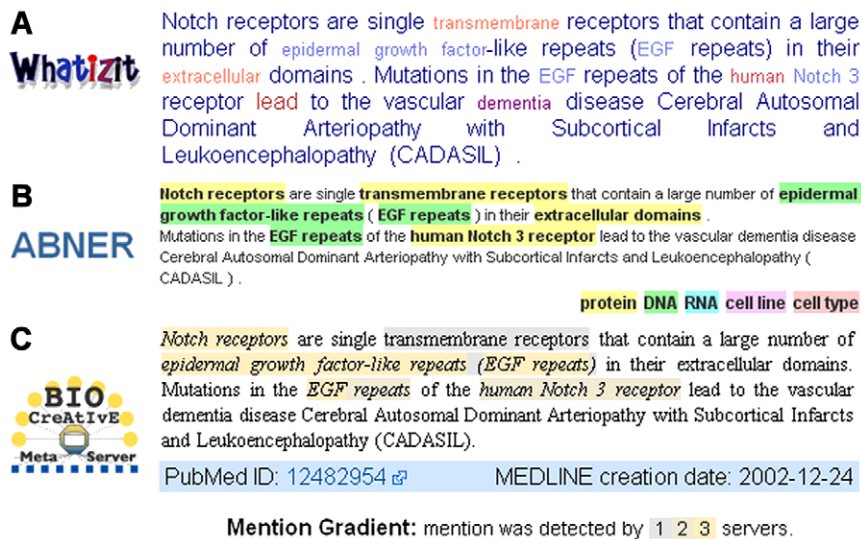 A
Whatizit
Notch receptors are single transmembrane receptors that contain a large
number of epidermal growth factor-like repeats (EGF repeats) in their
extracellular domains . Mutations in the EGF repeats of the human Notch 3
receptor lead to the vascular dementia disease Cerebral Autosomal
Dominant Arteriopathy with Subcortical Infarcts and
Leukoencephalopathy (CADASIL) .
B
ABNER
Notch receptors are single transmembrane receptors that contain a large number of epidermal
growth factor-like repeats ( EGF repeats ) in their extracellular domains .
Mutations in the EGF repeats of the human Notch 3 receptor lead to the vascular dementia disease
Cerebral Autosomal Dominant Arteriopathy with Subcortical Infarcts and Leukoencephalopathy (
CADASIL ) .
protein DNA RNA cell line cell type
C
BIO
CreAtIvE
Meta Server
Notch receptors are single transmembrane receptors that contain a large number of
epidermal growth factor-like repeats (EGF repeats) in their extracellular domains.
Mutations in the EGF repeats of the human Notch 3 receptor lead to the vascular
dementia disease Cerebral Autosomal Dominant Arteriopathy with Subcortical Infarcts
and Leukoencephalopathy (CADASIL).
PubMed ID: 12482954 MEDLINE creation date: 2002-12-24
Mention Gradient: mention was detected by 1 2 3 servers.